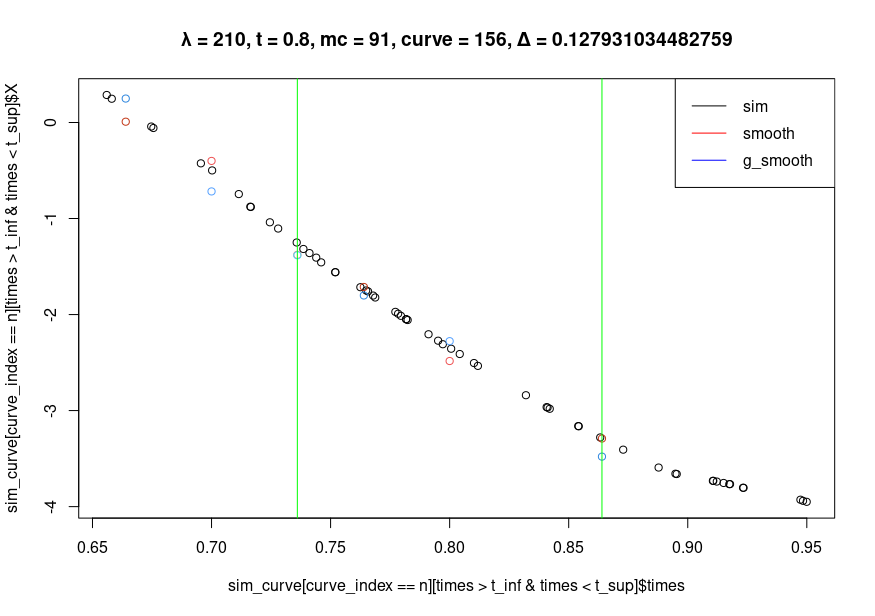 λ = 210, t = 0.8, mc = 91, curve = 156, Δ = 0.127931034482759
sim_curve[curve_index == n][times > t_inf & times < t_sup]$X
0
-1
-2
-3
-4
sim
smooth
g_smooth
0.65 0.70 0.75 0.80 0.85 0.90 0.95
sim_curve[curve_index == n][times > t_inf & times < t_sup]$times